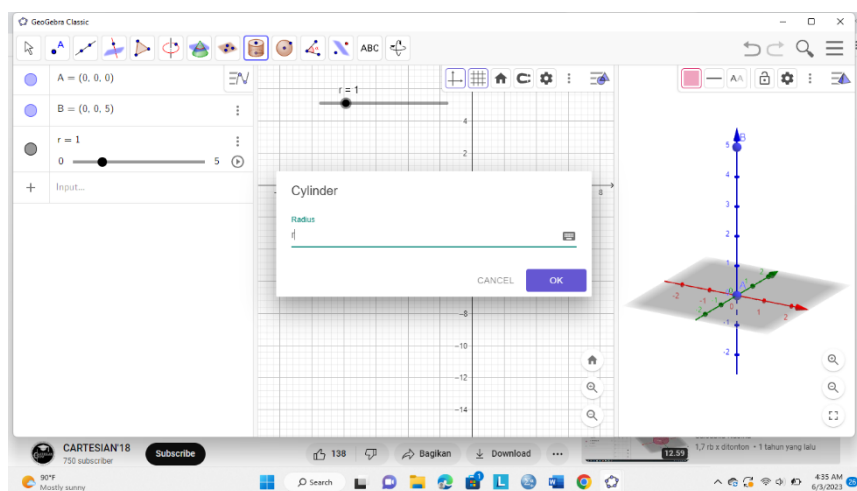 GeoGebra Classic
ABC
A = (0, 0, 0)
B = (0, 0, 5)
r = 1
0
5
Input...
r = 1
4
2
8
-8
-10
-12
-14
Cylinder
Radius
r
CANCEL
OK
AA
B
5
4
3
2
1
A
0
-2
-1
1
2
-1
1
2
-1
-2
CARTESIAN'18
750 subscriber
Subscribe
138
Bagikan
Download
12.59
1,7 rb x ditonton • 1 tahun yang lalu
90°F
Mostly sunny
Search
4:35 AM
6/3/2023